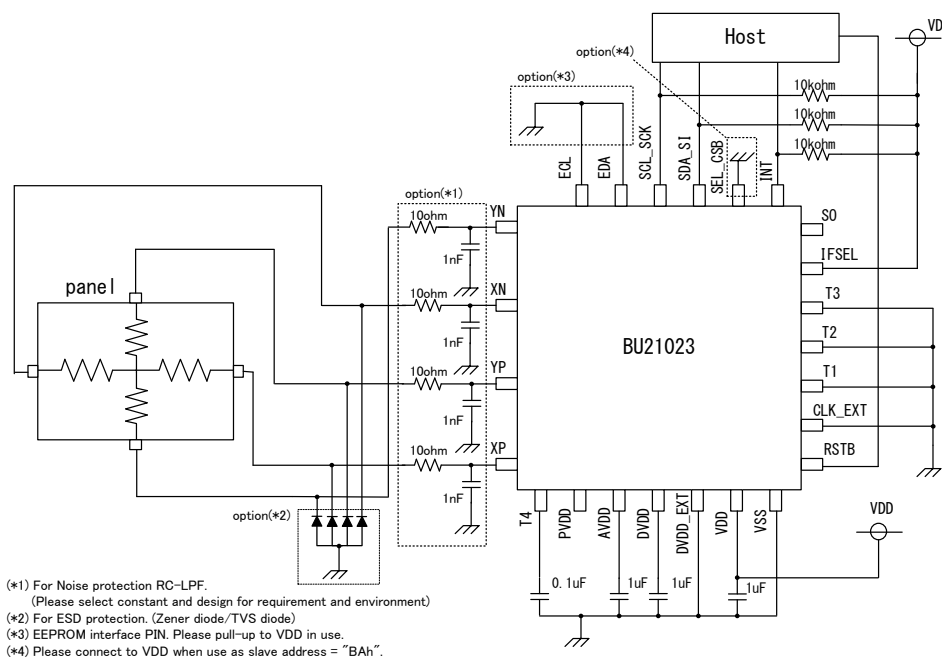 Host
VD
option(*4)
option(*3)
10kohm
10kohm
10kohm
ECL
EDA
SCL_SCK
SDA_SI
SEL_CSB
INT
option(*1)
10ohm
YN
1nF
SO
IFSEL
panel
10ohm
XN
1nF
T3
BU21023
T2
10ohm
YP
1nF
T1
CLK_EXT
10ohm
XP
1nF
RSTB
option(*2)
T4
PVDD
AVDD
DVDD
DVDD_EXT
VDD
VSS
VDD
0.1uF
1uF
1uF
1uF
(*1) For Noise protection RC-LPF.
(Please select constant and design for requirement and environment)
(*2) For ESD protection. (Zener diode/TVS diode)
(*3) EEPROM interface PIN. Please pull-up to VDD in use.
(*4) Please connect to VDD when use as slave address = "BAh".